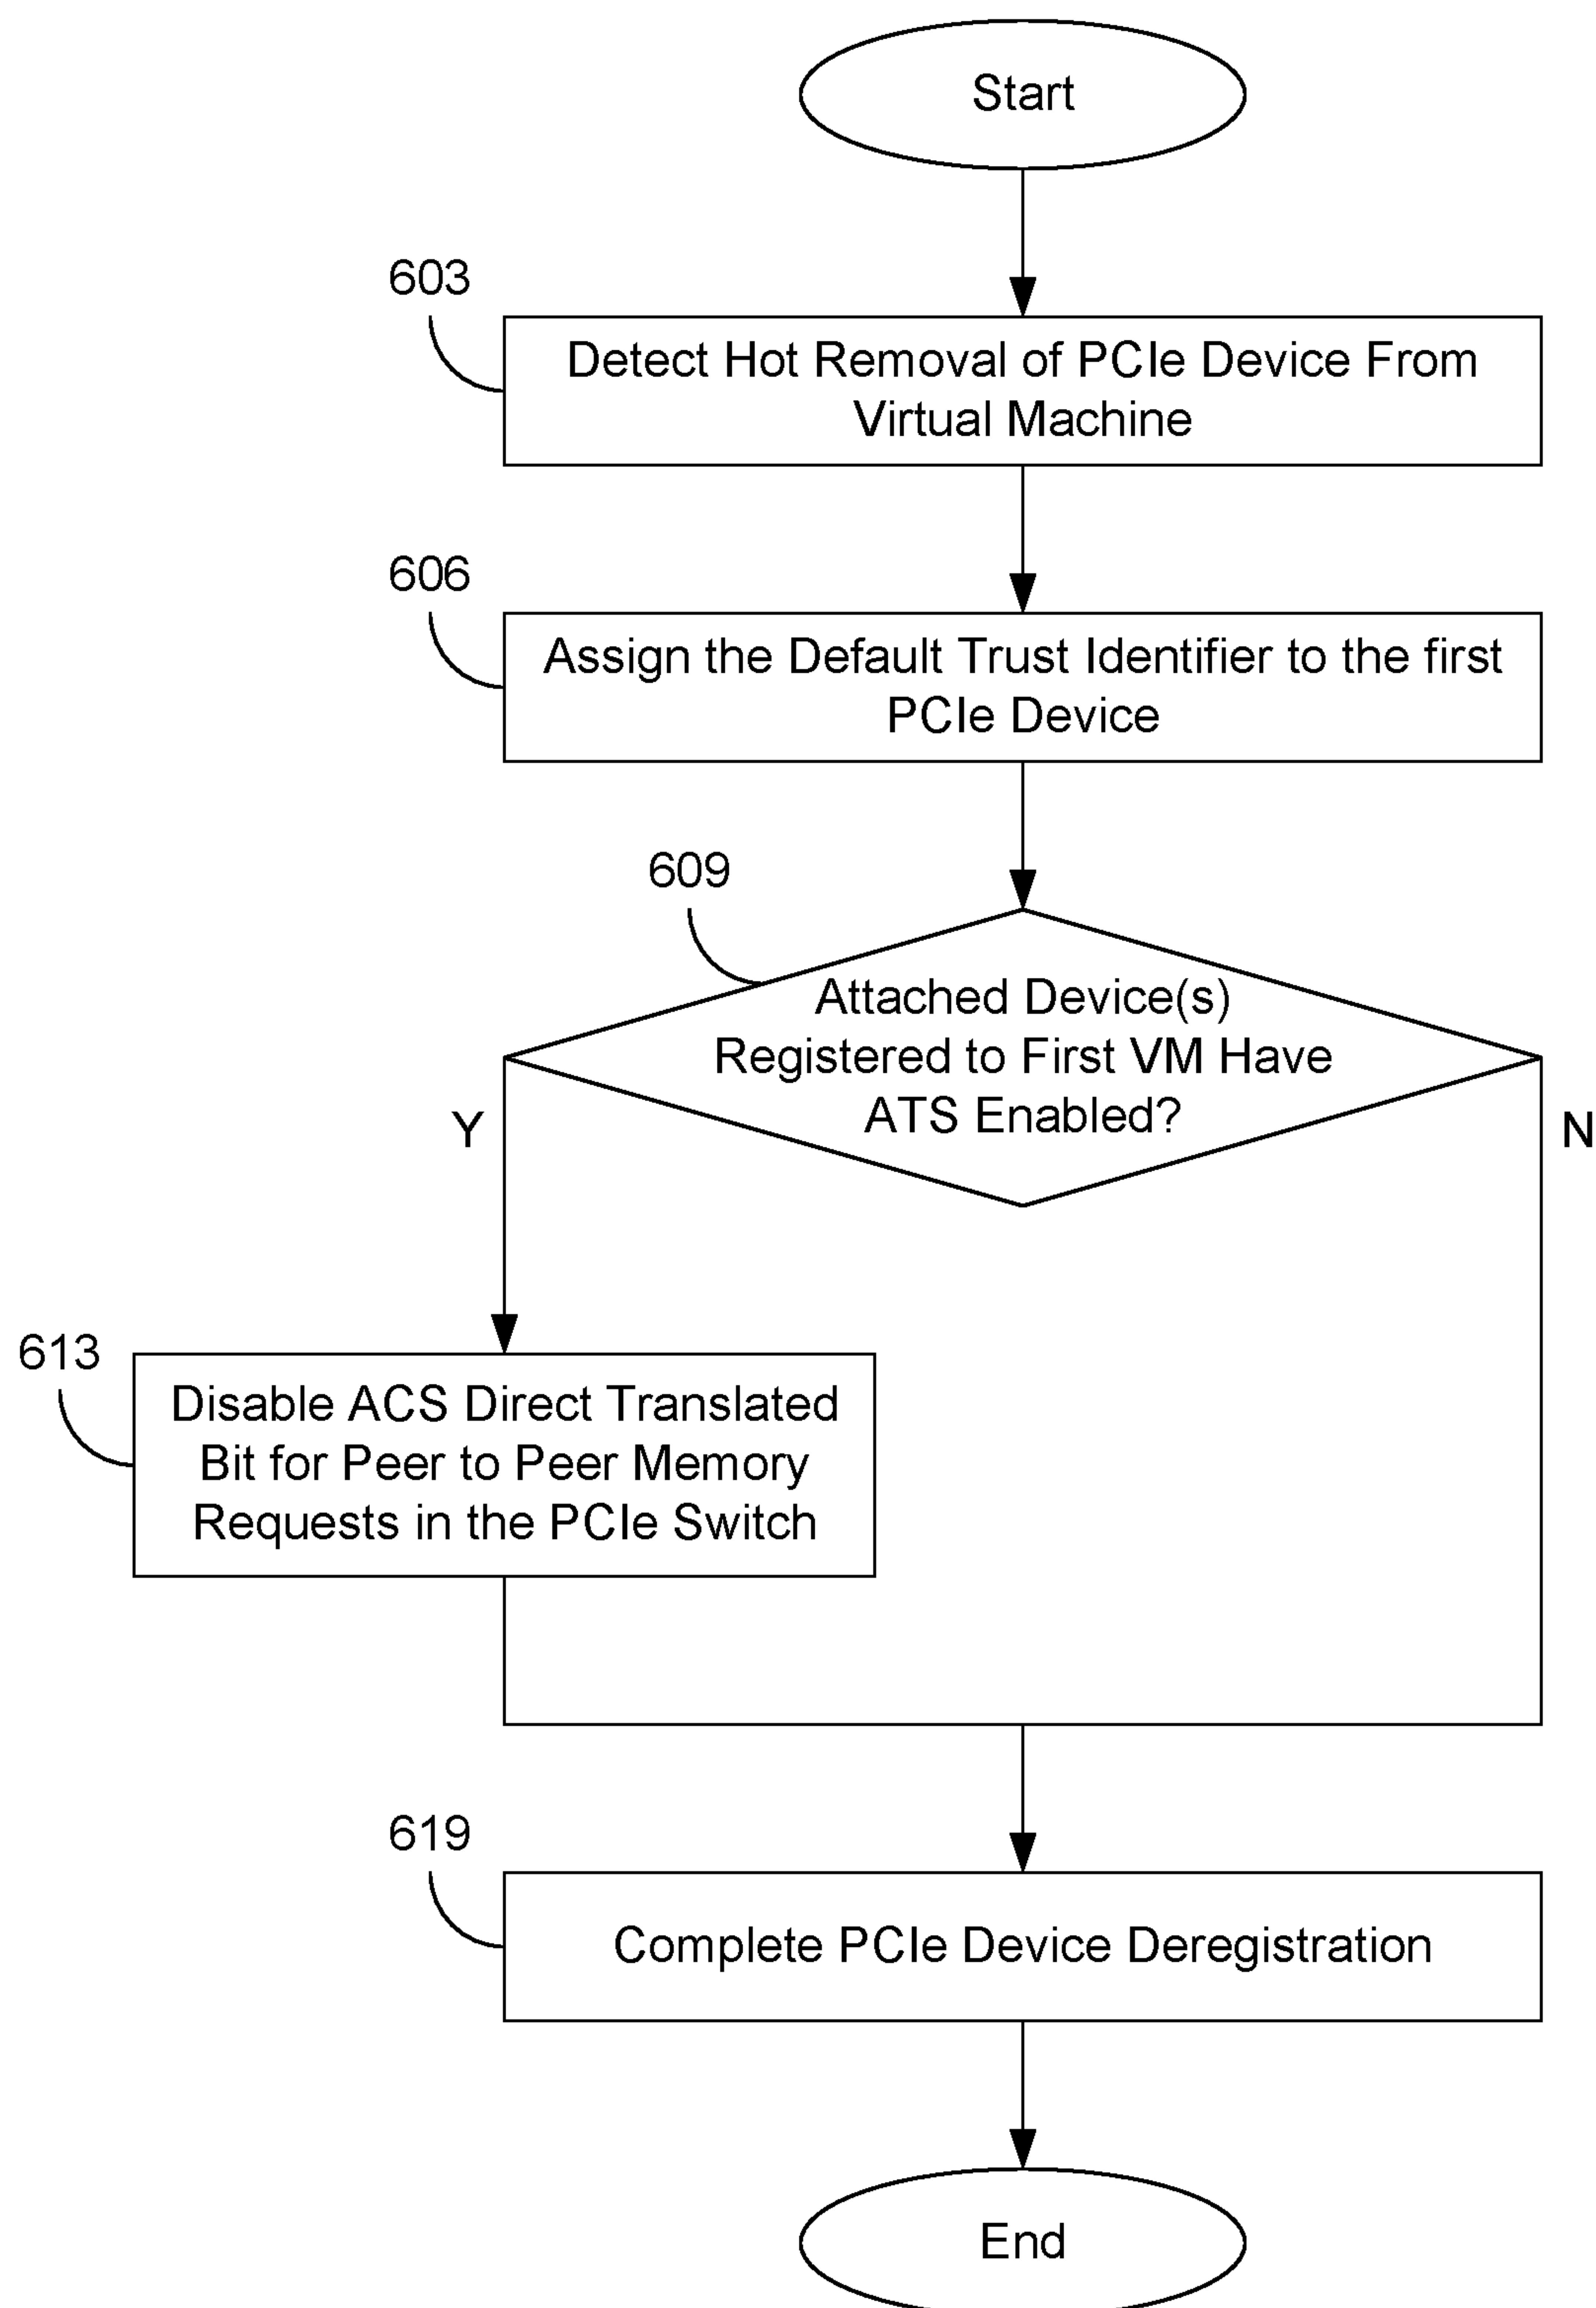 Start
603
Detect Hot Removal of PCIe Device From
Virtual Machine
606
Assign the Default Trust Identifier to the first
PCIe Device
609
Attached Device(s)
Registered to First VM Have
ATS Enabled?
Y
N
613
Disable ACS Direct Translated
Bit for Peer to Peer Memory
Requests in the PCIe Switch
619
Complete PCIe Device Deregistration
End